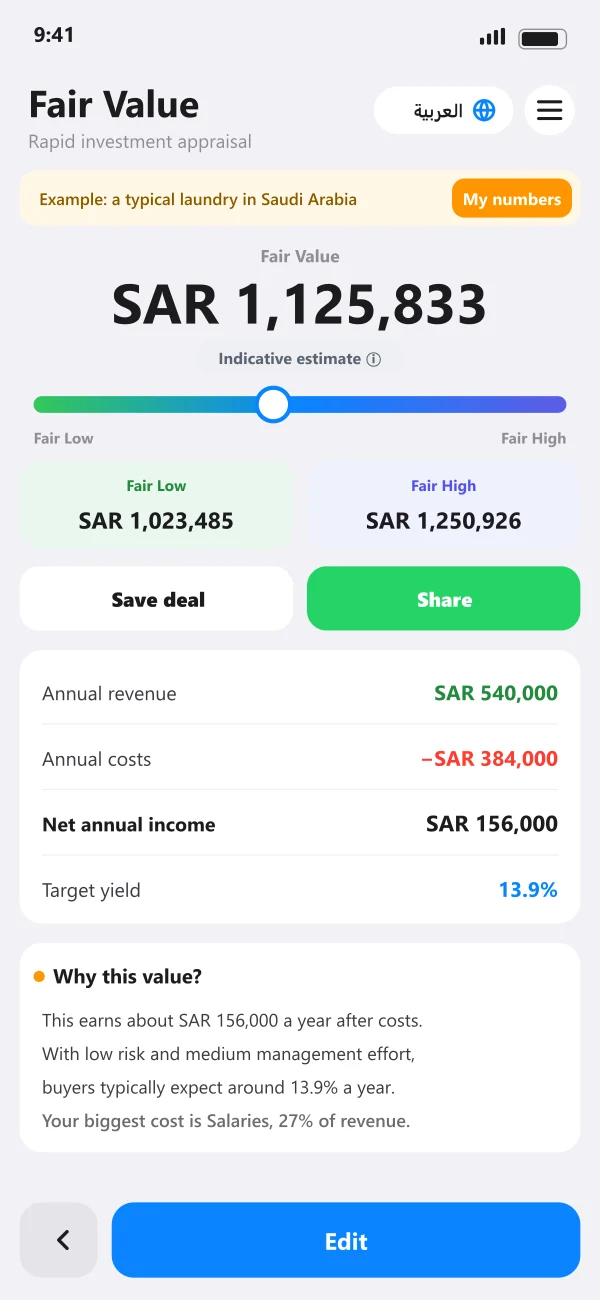 9:41
Fair Value
العربية
Rapid investment appraisal
Example: a typical laundry in Saudi Arabia
My numbers
Fair Value
SAR 1,125,833
Indicative estimate ⓘ
Fair Low
Fair High
Fair Low
Fair High
SAR 1,023,485
SAR 1,250,926
Save deal
Share
Annual revenue
SAR 540,000
Annual costs
−SAR 384,000
Net annual income
SAR 156,000
Target yield
13.9%
Why this value?
This earns about SAR 156,000 a year after costs.
With low risk and medium management effort,
buyers typically expect around 13.9% a year.
Your biggest cost is Salaries, 27% of revenue.
Edit